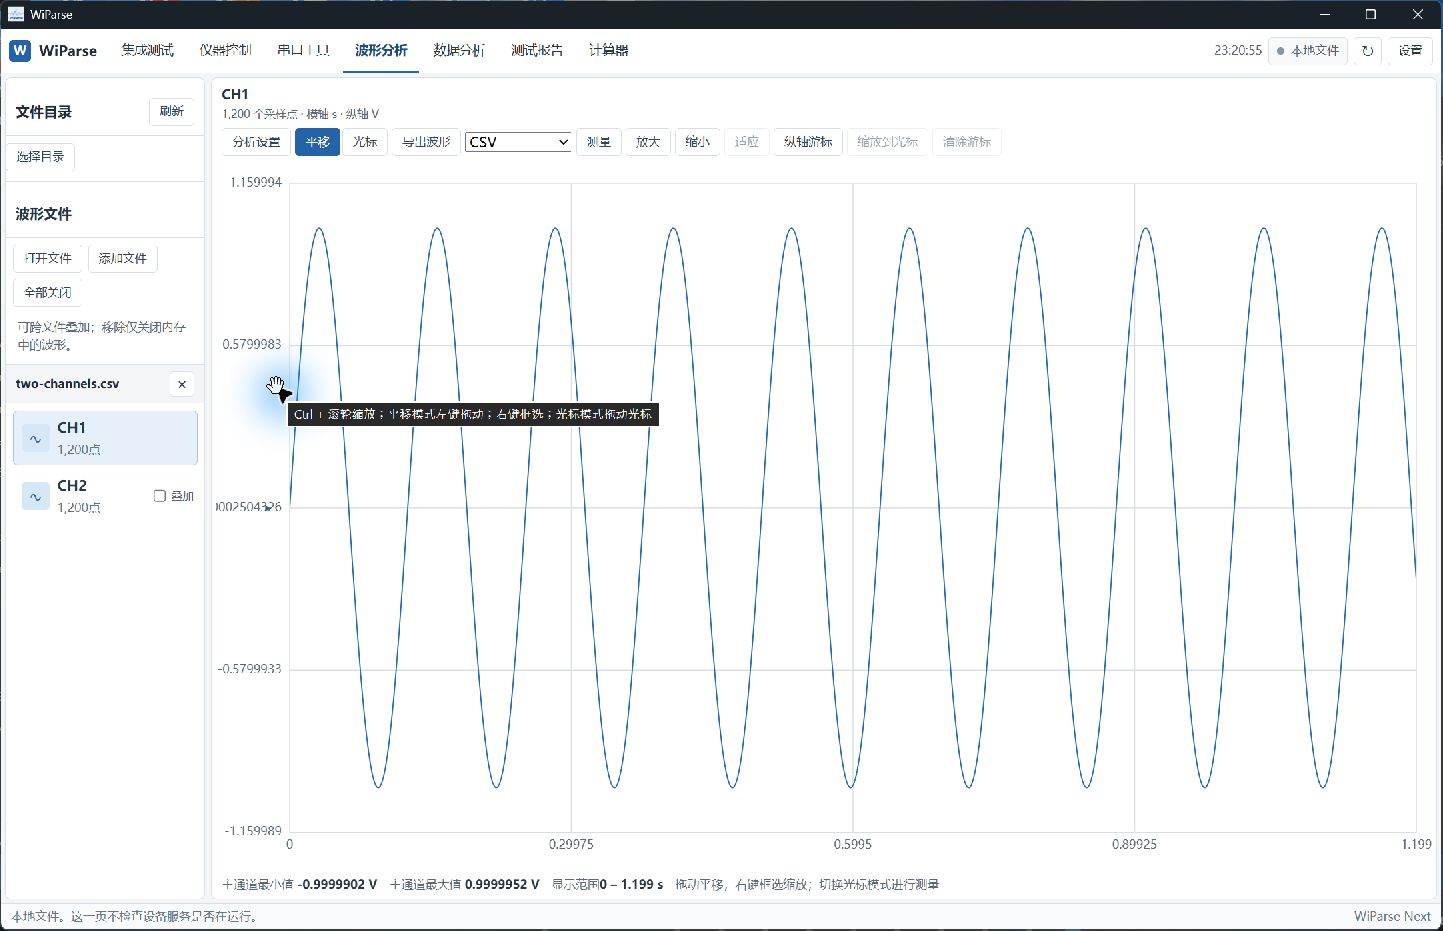 WiParse
W WiParse 集成测试 仪器控制 串口工具 波形分析 数据分析 测试报告 计算器 23:20:55 本地文件 设置
文件目录 刷新
选择目录
波形文件
打开文件 添加文件
全部关闭
可跨文件叠加；移除仅关闭内存
中的波形。
two-channels.csv ×
CH1
1,200点
CH2
1,200点
叠加
CH1
1,200 个采样点 · 横轴 s · 纵轴 V
分析设置 平移 光标 导出波形 CSV 测量 放大 缩小 适应 纵轴游标 缩放到光标 清除游标
1.159994
0.5799983
Ctrl + 滚轮缩放；平移模式左键拖动；右键框选；光标模式拖动光标
-0.5799933
-1.159989
0 0.29975 0.5995 0.89925 1.199
主通道最小值 -0.9999902 V 主通道最大值 0.9999952 V 显示范围0 – 1.199 s 拖动平移，右键框选缩放；切换光标模式进行测量
本地文件。这一页不检查设备服务是否在运行。 WiParse Next